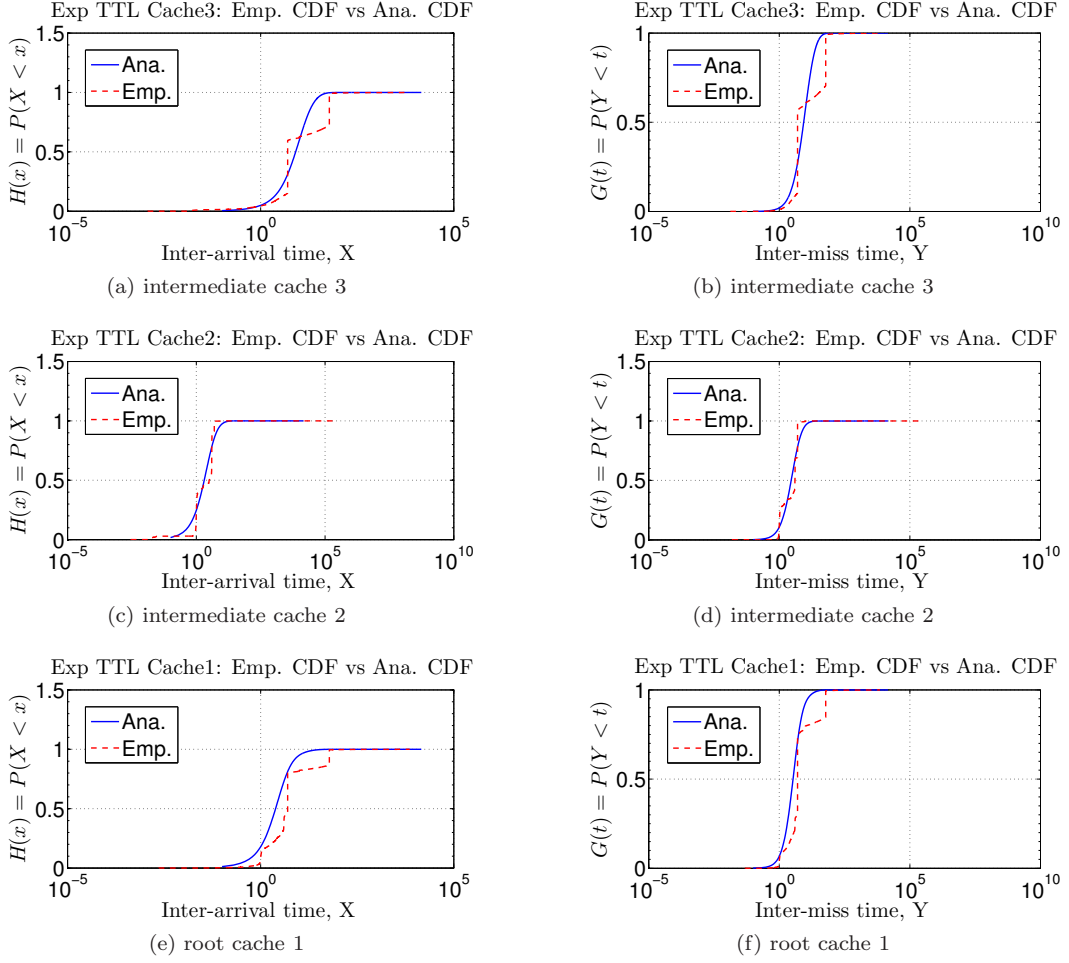 Exp TTL Cache3: Emp. CDF vs Ana. CDF
H(x) = P(X < x)
1.5
1
0.5
0
Ana.
Emp.
10^-5
10^0
10^5
Inter-arrival time, X
(a) intermediate cache 3
Exp TTL Cache3: Emp. CDF vs Ana. CDF
G(t) = P(Y < t)
1
0.5
0
Ana.
Emp.
10^-5
10^0
10^5
10^10
Inter-miss time, Y
(b) intermediate cache 3
Exp TTL Cache2: Emp. CDF vs Ana. CDF
H(x) = P(X < x)
1.5
1
0.5
0
Ana.
Emp.
10^-5
10^0
10^5
10^10
Inter-arrival time, X
(c) intermediate cache 2
Exp TTL Cache2: Emp. CDF vs Ana. CDF
G(t) = P(Y < t)
1.5
1
0.5
0
Ana.
Emp.
10^-5
10^0
10^5
10^10
Inter-miss time, Y
(d) intermediate cache 2
Exp TTL Cache1: Emp. CDF vs Ana. CDF
H(x) = P(X < x)
1.5
1
0.5
0
Ana.
Emp.
10^-5
10^0
10^5
Inter-arrival time, X
(e) root cache 1
Exp TTL Cache1: Emp. CDF vs Ana. CDF
G(t) = P(Y < t)
1
0.5
0
Ana.
Emp.
10^-5
10^0
10^5
10^10
Inter-miss time, Y
(f) root cache 1